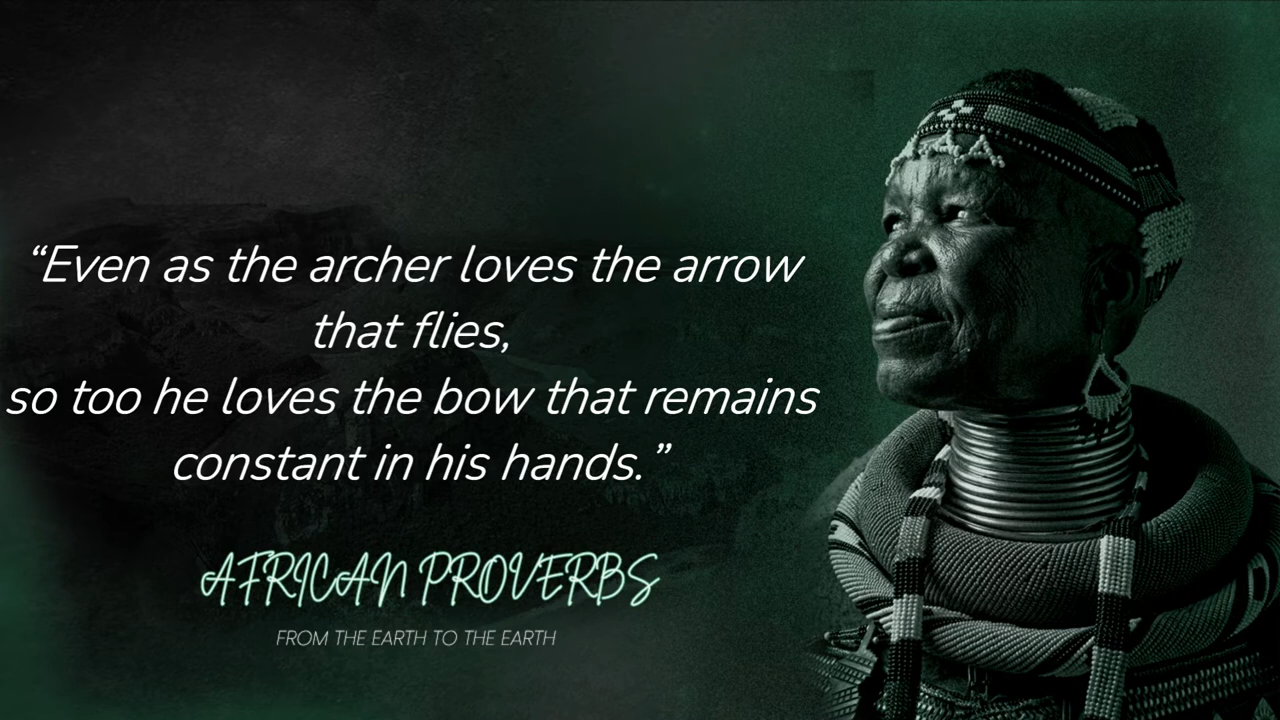 “Even as the archer loves the arrow
that flies,
so too he loves the bow that remains
constant in his hands.”
AFRICAN PROVERBS
FROM THE EARTH TO THE EARTH